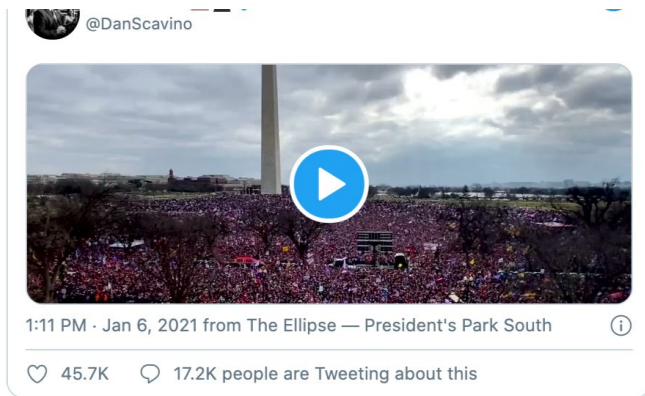 @DanScavino
1:11 PM · Jan 6, 2021 from The Ellipse — President's Park South
45.7K 17.2K people are Tweeting about this